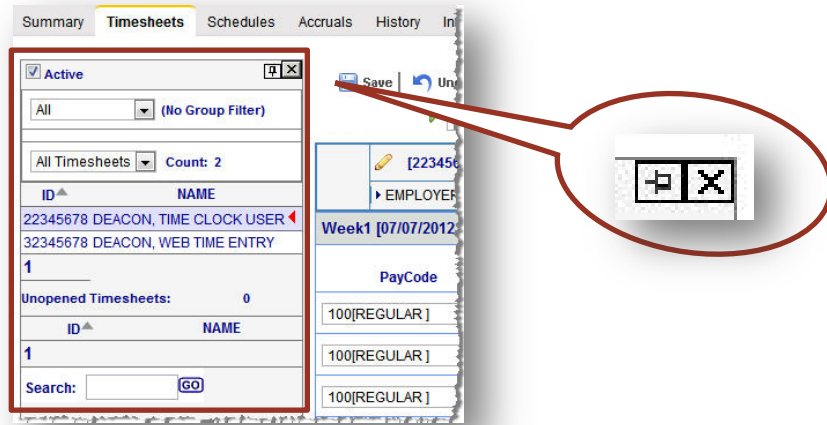 Summary Timesheets Schedules Accruals History
Active
Save
All (No Group Filter)
All Timesheets Count: 2
ID NAME
22345678 DEACON, TIME CLOCK USER
32345678 DEACON, WEB TIME ENTRY
1
Unopened Timesheets: 0
ID NAME
1
Search: GO
[22345
EMPLOYER
Week1 [07/07/2012
PayCode
100[REGULAR ]
100[REGULAR ]
100[REGULAR ]